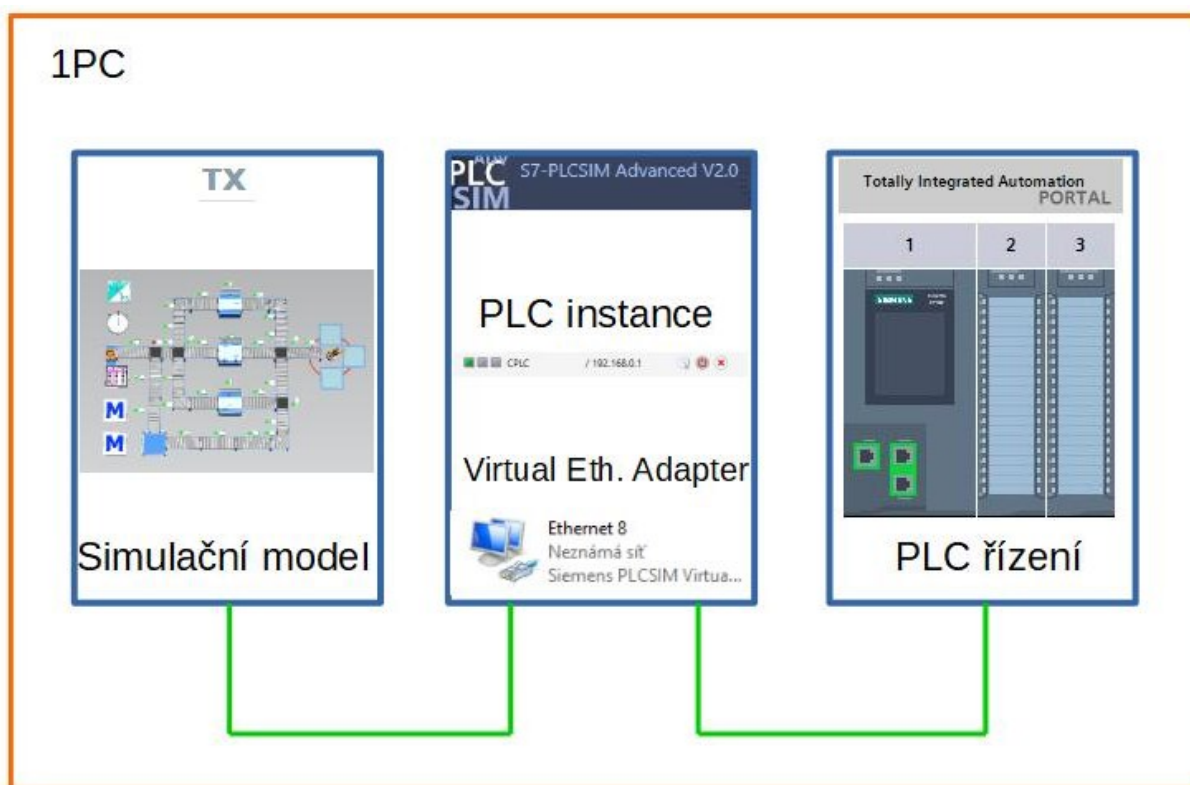 1PC
TX
M
M
Simulační model
PLC
SIM
S7-PLCSIM Advanced V2.0
PLC instance
CPLC / 192.168.0.1
Virtual Eth. Adapter
Ethernet 8
Neznámá síť
Siemens PLCSIM Virtua...
Totally Integrated Automation
PORTAL
1 2 3
SIEMENS
PLC řízení